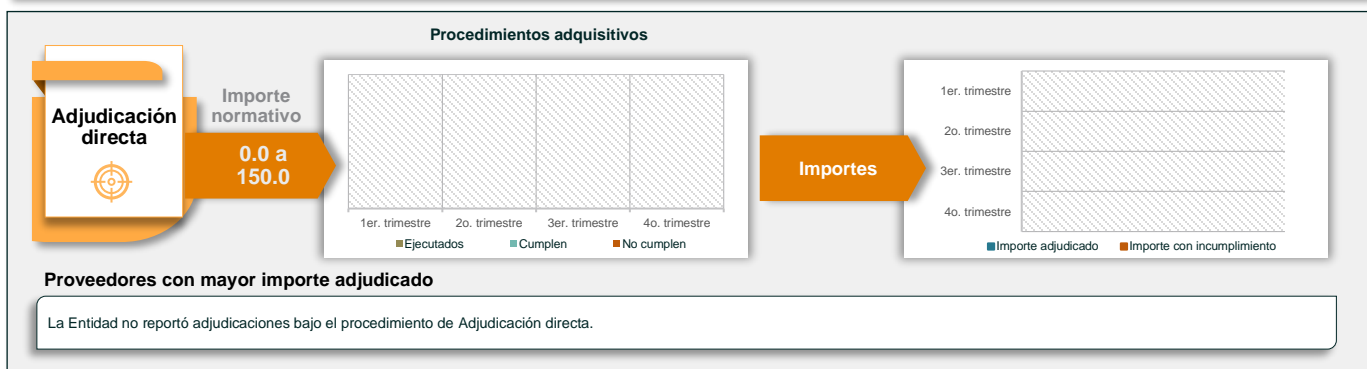 Procedimientos adquisitivos
Adjudicación
directa
Importe
normativo
0.0 a
150.0
1er. trimestre
2o. trimestre
3er. trimestre
4o. trimestre
Ejecutados
Cumplen
No cumplen
Importes
1er. trimestre
2o. trimestre
3er. trimestre
4o. trimestre
Importe adjudicado
Importe con incumplimiento
Proveedores con mayor importe adjudicado
La Entidad no reportó adjudicaciones bajo el procedimiento de Adjudicación directa.